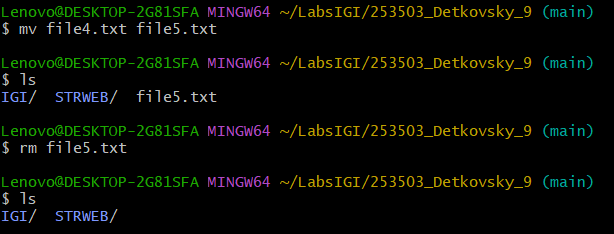 Lenovo@DESKTOP-2G81SFA MINGW64 ~/LabsIGI/253503_Detkovsky_9 (main)
$ mv file4.txt file5.txt
Lenovo@DESKTOP-2G81SFA MINGW64 ~/LabsIGI/253503_Detkovsky_9 (main)
$ ls
IGI/  STRWEB/  file5.txt
Lenovo@DESKTOP-2G81SFA MINGW64 ~/LabsIGI/253503_Detkovsky_9 (main)
$ rm file5.txt
Lenovo@DESKTOP-2G81SFA MINGW64 ~/LabsIGI/253503_Detkovsky_9 (main)
$ ls
IGI/  STRWEB/